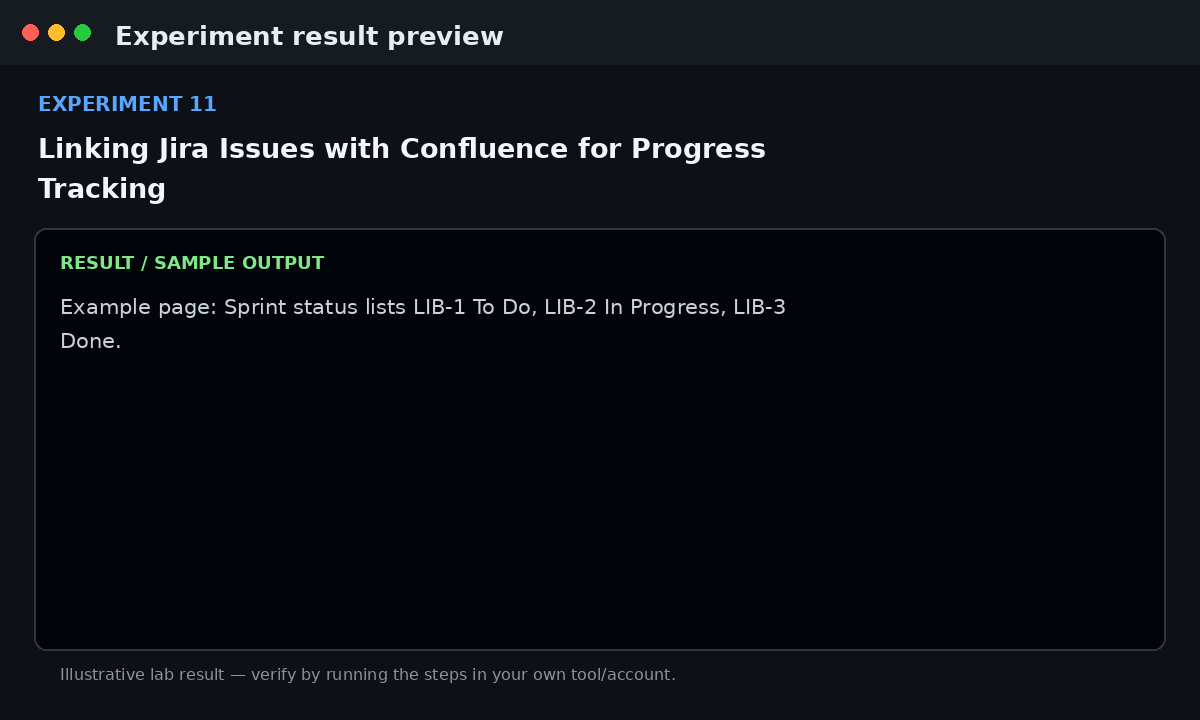 Experiment result preview
EXPERIMENT 11
Linking Jira Issues with Confluence for Progress
Tracking
RESULT / SAMPLE OUTPUT
Example page: Sprint status lists LIB-1 To Do, LIB-2 In Progress, LIB-3
Done.
Illustrative lab result — verify by running the steps in your own tool/account.